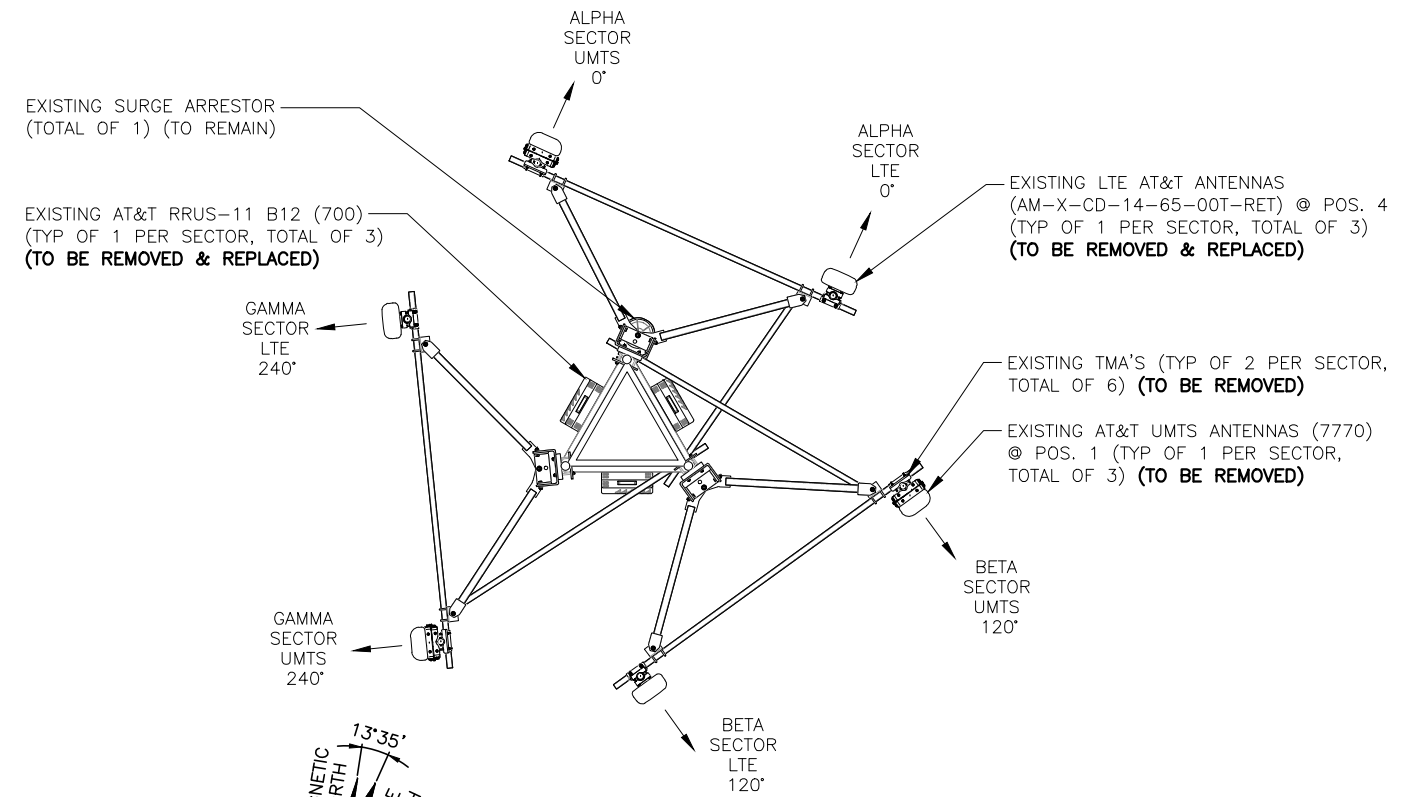 ALPHA
SECTOR
UMTS
0°
EXISTING SURGE ARRESTOR
(TOTAL OF 1) (TO REMAIN)
ALPHA
SECTOR
LTE
0°
EXISTING LTE AT&T ANTENNAS
(AM-X-CD-14-65-00T-RET) @ POS. 4
(TYP OF 1 PER SECTOR, TOTAL OF 3)
(TO BE REMOVED & REPLACED)
EXISTING AT&T RRUS-11 B12 (700)
(TYP OF 1 PER SECTOR, TOTAL OF 3)
(TO BE REMOVED & REPLACED)
GAMMA
SECTOR
LTE
240°
EXISTING TMA'S (TYP OF 2 PER SECTOR,
TOTAL OF 6) (TO BE REMOVED)
EXISTING AT&T UMTS ANTENNAS (7770)
@ POS. 1 (TYP OF 1 PER SECTOR,
TOTAL OF 3) (TO BE REMOVED)
BETA
SECTOR
UMTS
120°
GAMMA
SECTOR
UMTS
240°
BETA
SECTOR
LTE
120°
13°35'